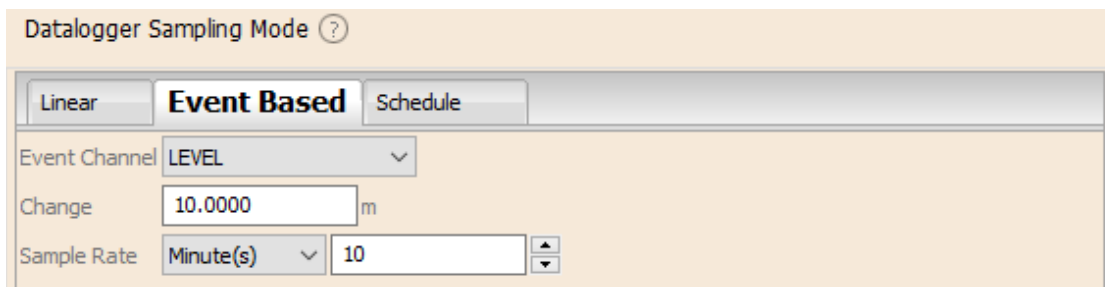 Datalogger Sampling Mode ?
Linear Event Based Schedule
Event Channel LEVEL
Change 10.0000 m
Sample Rate Minute(s) 10